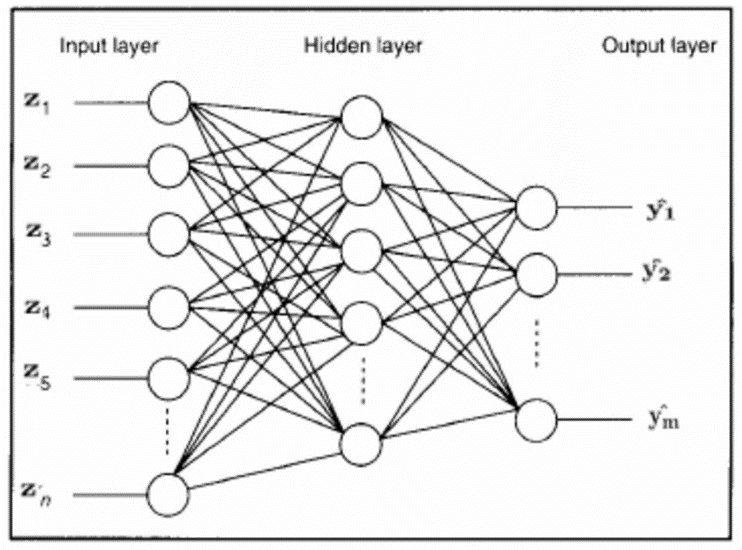 Input layer Hidden layer Output layer
z₁
z₂
z₃
z₄
z₅
zₙ
ŷ₁
ŷ₂
ŷₘ